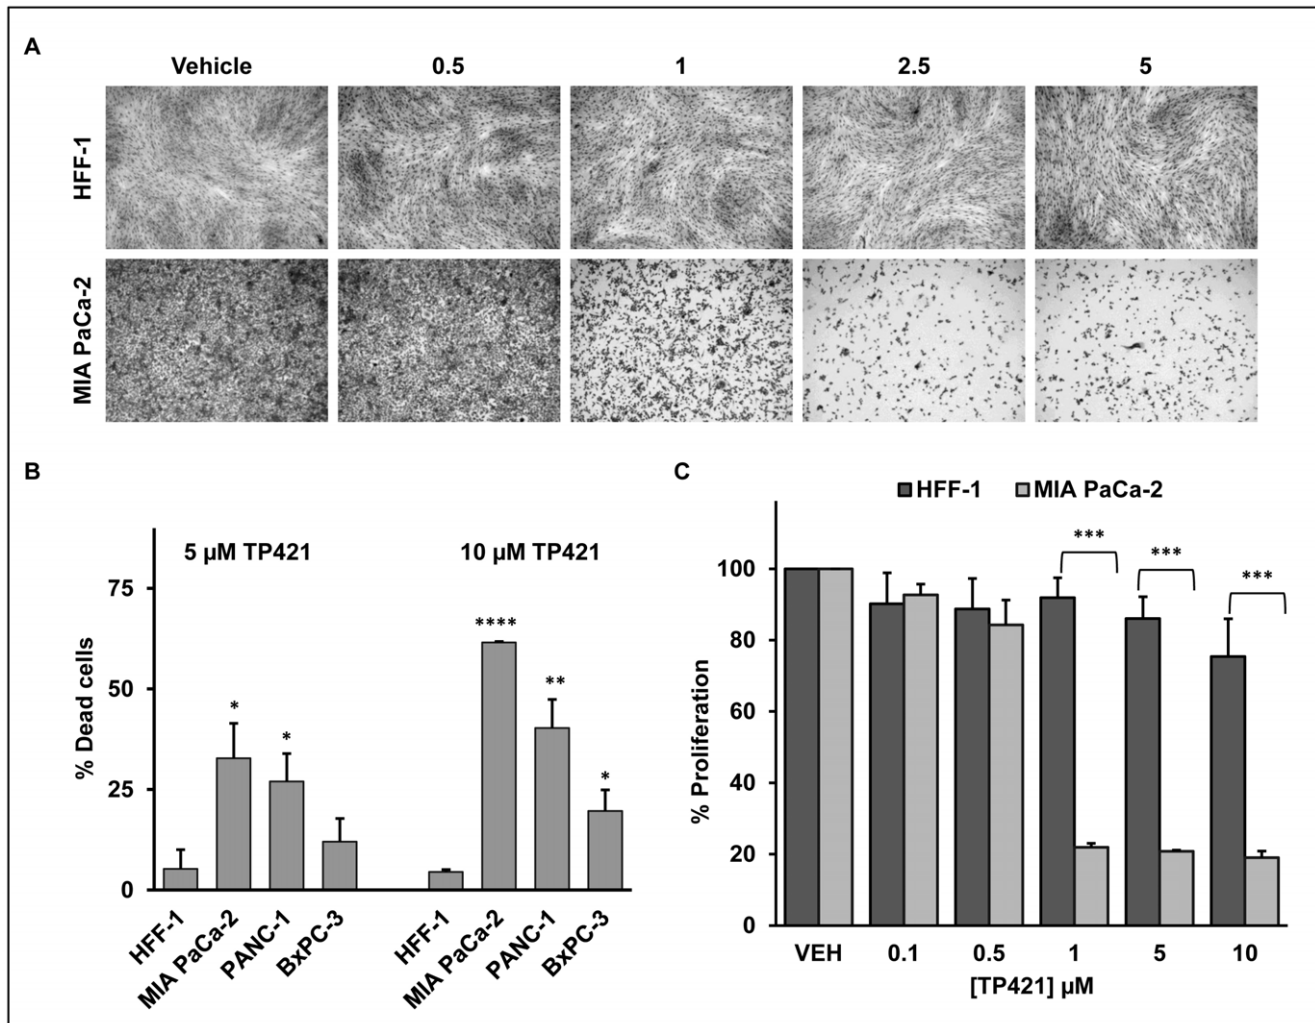 A
Vehicle 0.5 1 2.5 5
HFF-1
MIA PaCa-2
B
5 µM TP421 10 µM TP421
% Dead cells
75
50
25
0
* * **** ** *
HFF-1 MIA PaCa-2 PANC-1 BxPC-3 HFF-1 MIA PaCa-2 PANC-1 BxPC-3
C
HFF-1 MIA PaCa-2
% Proliferation
100
80
60
40
20
0
*** *** ***
VEH 0.1 0.5 1 5 10
[TP421] µM